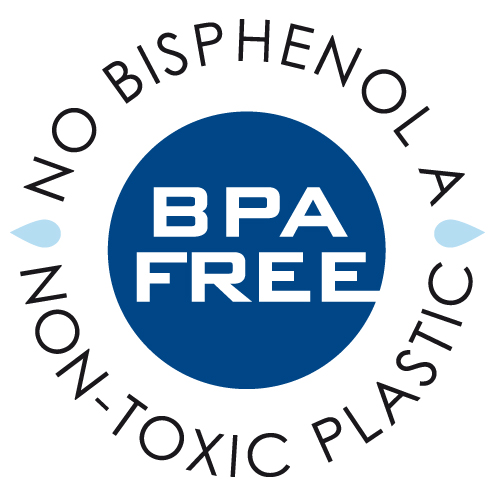 NO BISPHENOL A
BPA
FREE
NON-TOXIC PLASTIC